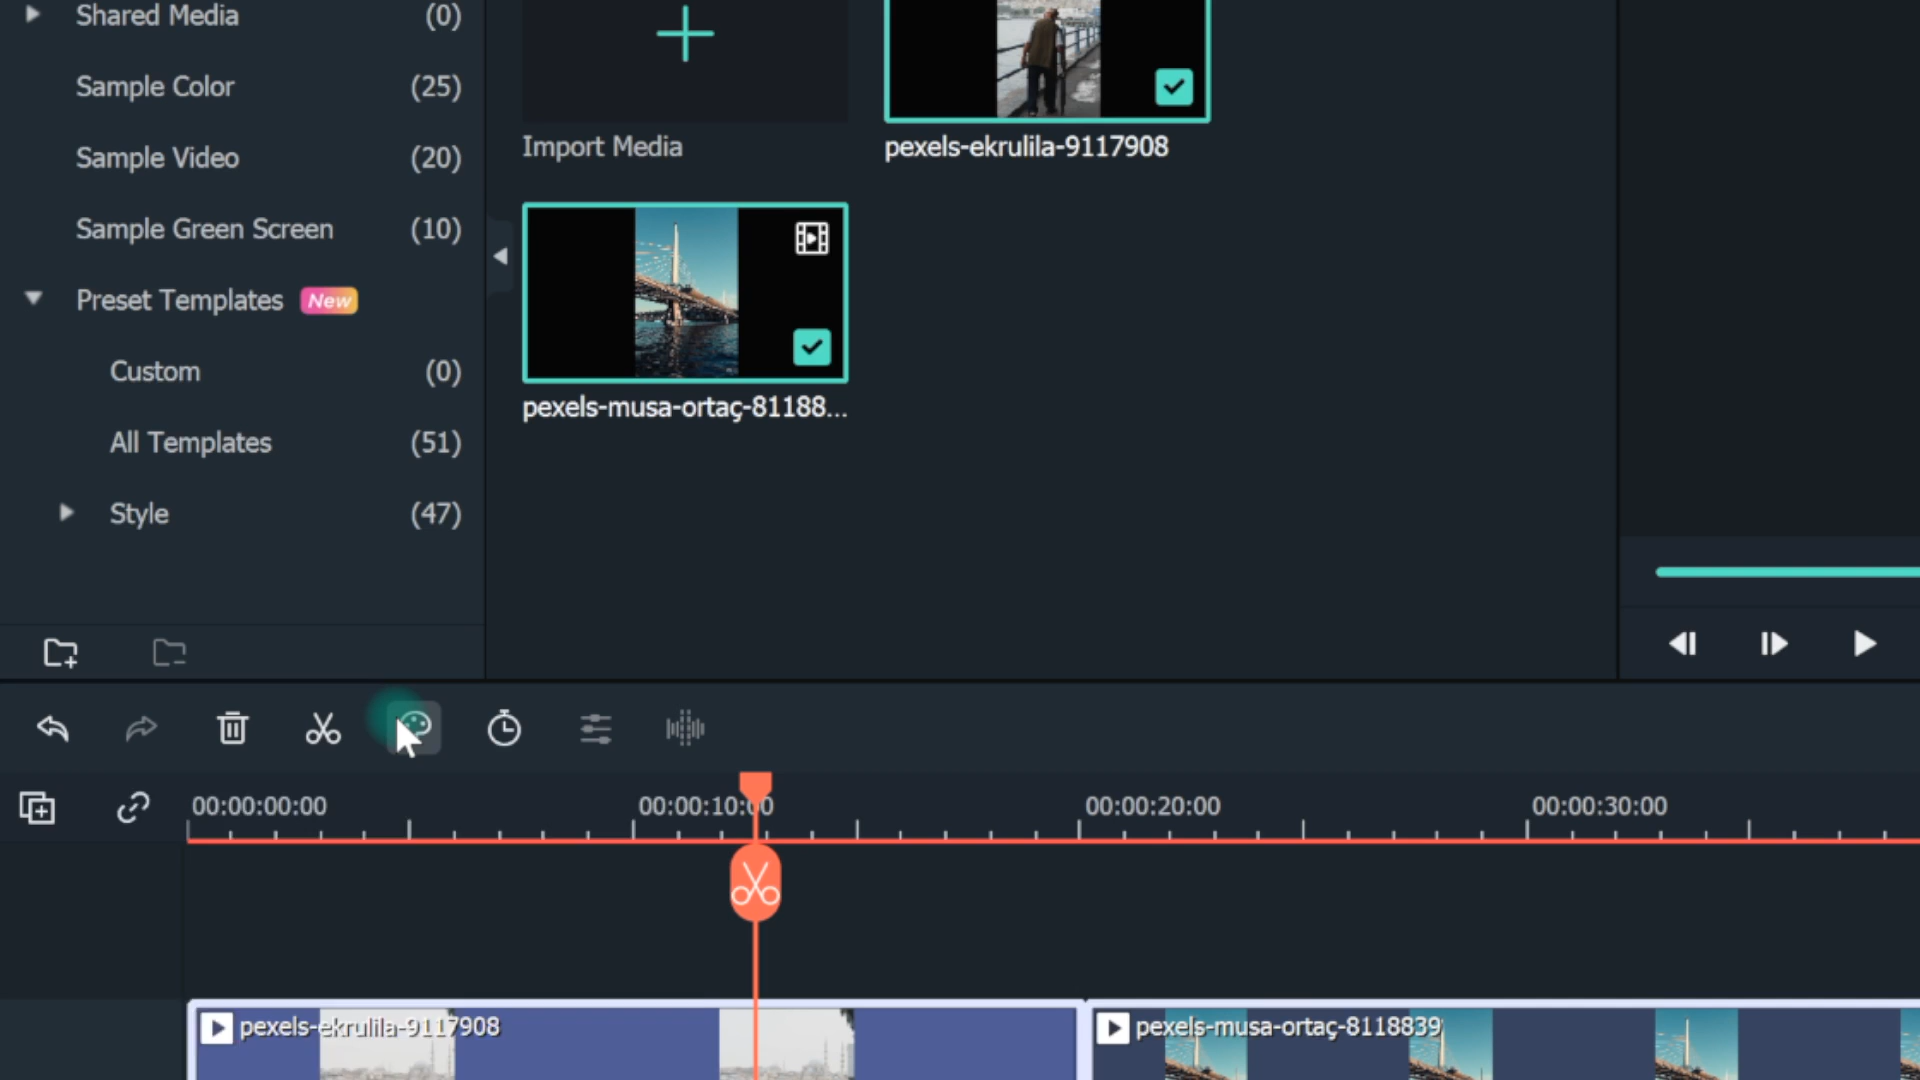 Shared Media (0)
Sample Color (25)
Sample Video (20)
Sample Green Screen (10)
Preset Templates New
Custom (0)
All Templates (51)
Style (47)
Import Media
pexels-ekrulila-9117908
pexels-musa-ortaç-81188...
00:00:00:00
00:00:10:00
00:00:20:00
00:00:30:00
pexels-ekrulila-9117908
pexels-musa-ortaç-8118839